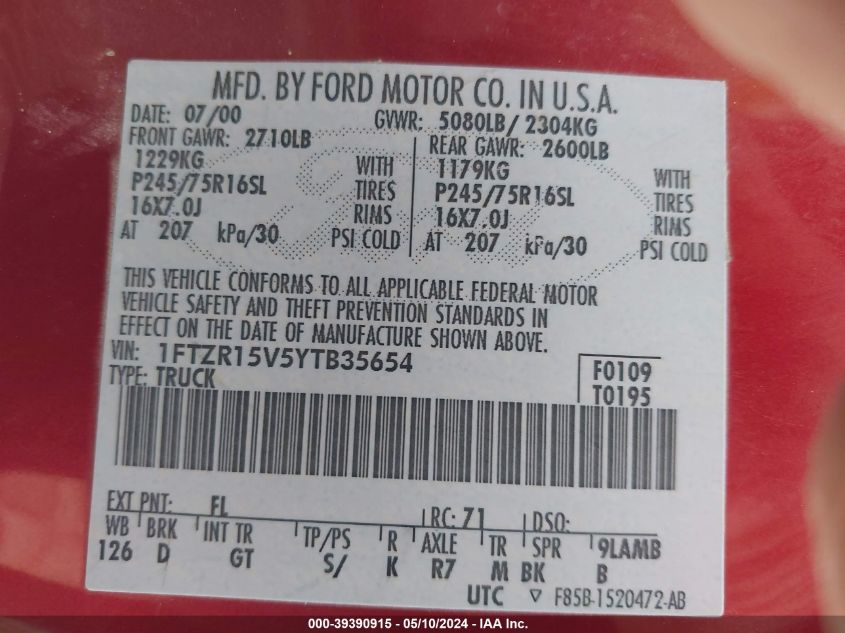 MFD. BY FORD MOTOR CO. IN U.S.A.
DATE: 07/00 GVWR: 5080LB/ 2304KG
FRONT GAWR: 2710LB REAR GAWR: 2600LB
1229KG WITH 1179KG WITH
P245/75R16SL TIRES P245/75R16SL TIRES
16X7.0J RIMS 16X7.0J RIMS
AT 207 kPa/30 PSI COLD AT 207 kPa/30 PSI COLD
THIS VEHICLE CONFORMS TO ALL APPLICABLE FEDERAL MOTOR
VEHICLE SAFETY AND THEFT PREVENTION STANDARDS IN
EFFECT ON THE DATE OF MANUFACTURE SHOWN ABOVE.
VIN: 1FTZR15V5YTB35654 F0109
TYPE: TRUCK T0195
EXT PNT: FL RC: 71 DSO:
WB BRK INT TR TP/PS R AXLE TR SPR 9LAMB
126 D GT S/ K R7 M BK B
UTC ▽ F85B-1520472-AB
000-39390915 - 05/10/2024 - IAA Inc.